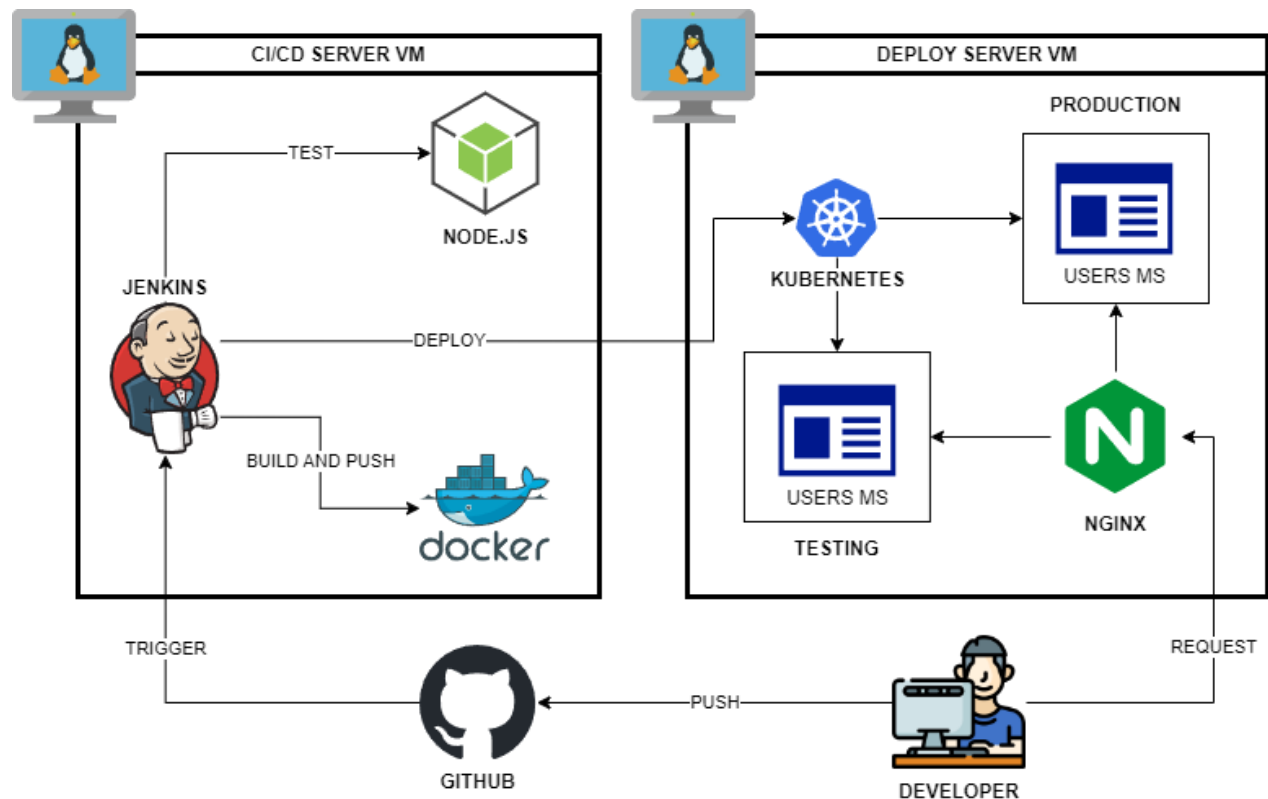 CI/CD SERVER VM
DEPLOY SERVER VM
PRODUCTION
TEST
NODE.JS
USERS MS
KUBERNETES
JENKINS
DEPLOY
BUILD AND PUSH
docker
USERS MS
NGINX
TESTING
TRIGGER
REQUEST
PUSH
GITHUB
DEVELOPER